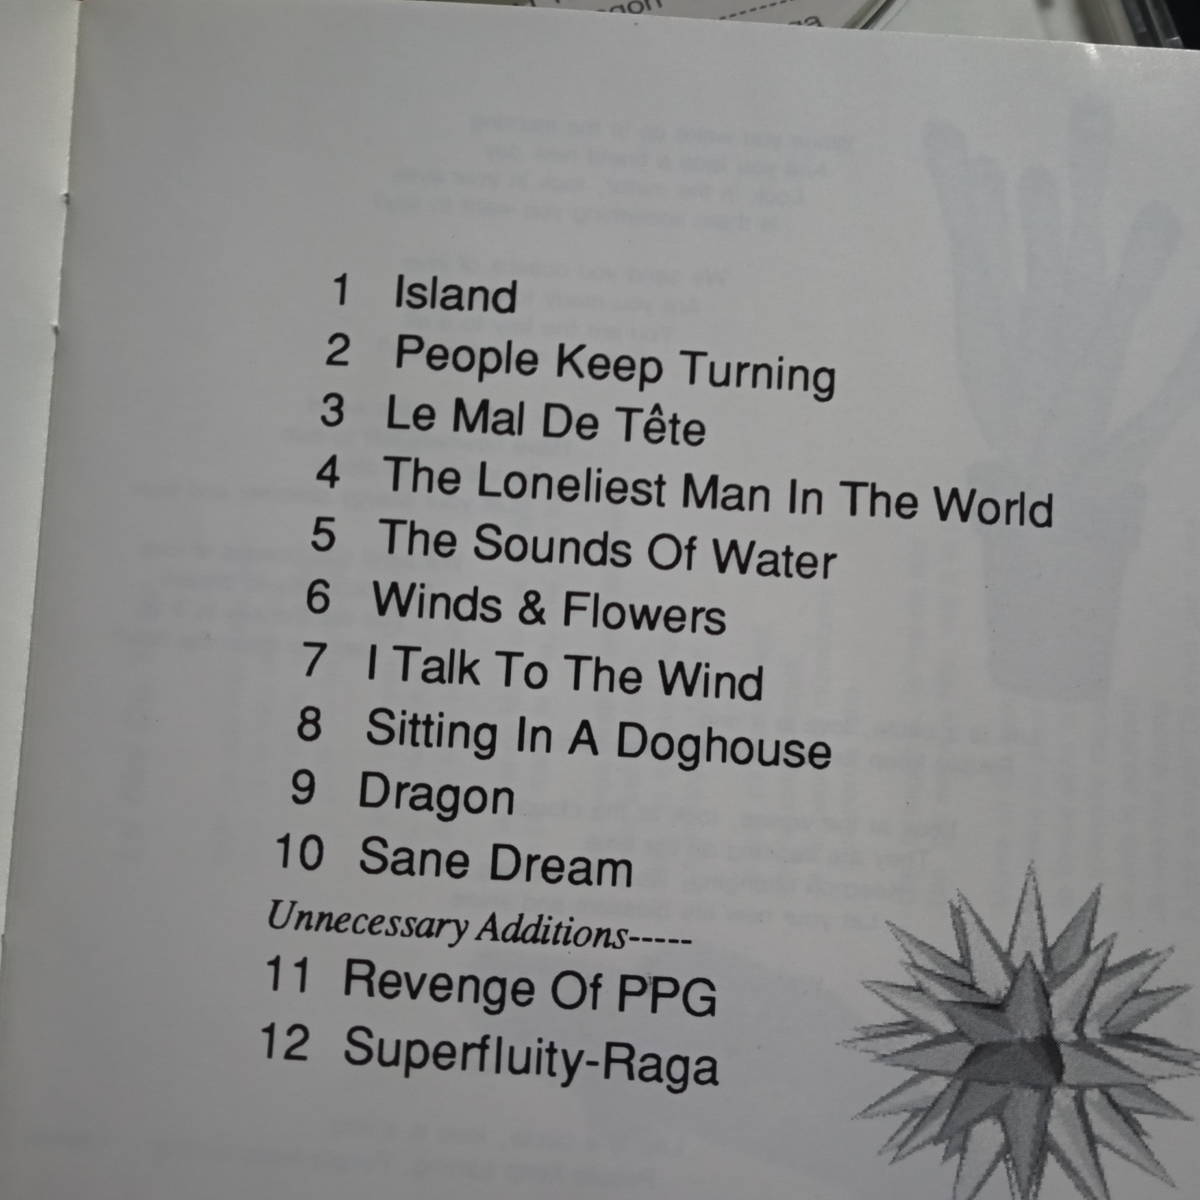 1 Island
2 People Keep Turning
3 Le Mal De Tête
4 The Loneliest Man In The World
5 The Sounds Of Water
6 Winds & Flowers
7 I Talk To The Wind
8 Sitting In A Doghouse
9 Dragon
10 Sane Dream
Unnecessary Additions-----
11 Revenge Of PPG
12 Superfluity-Raga